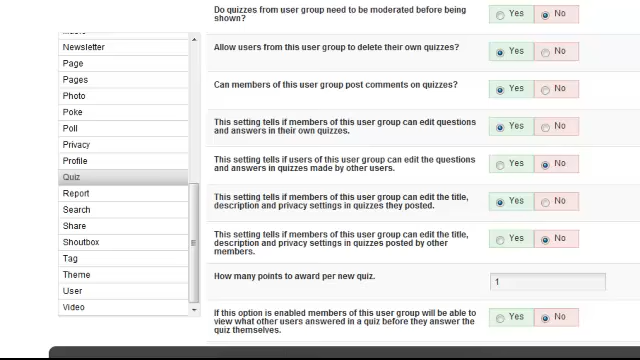 Do quizzes from user group need to be moderated before being
shown?
Yes No
Allow users from this user group to delete their own quizzes?
Yes No
Can members of this user group post comments on quizzes?
Yes No
This setting tells if members of this user group can edit questions
and answers in their own quizzes.
Yes No
This setting tells if users of this user group can edit the questions
and answers in quizzes made by other users.
Yes No
This setting tells if members of this user group can edit the title,
description and privacy settings in quizzes they posted.
Yes No
This setting tells if members of this user group can edit the title,
description and privacy settings in quizzes posted by other
members.
Yes No
How many points to award per new quiz.
1
If this option is enabled members of this user group will be able to
view what other users answered in a quiz before they answer the
quiz themselves.
Yes No
Newsletter
Page
Pages
Photo
Poke
Poll
Privacy
Profile
Quiz
Report
Search
Share
Shoutbox
Tag
Theme
User
Video